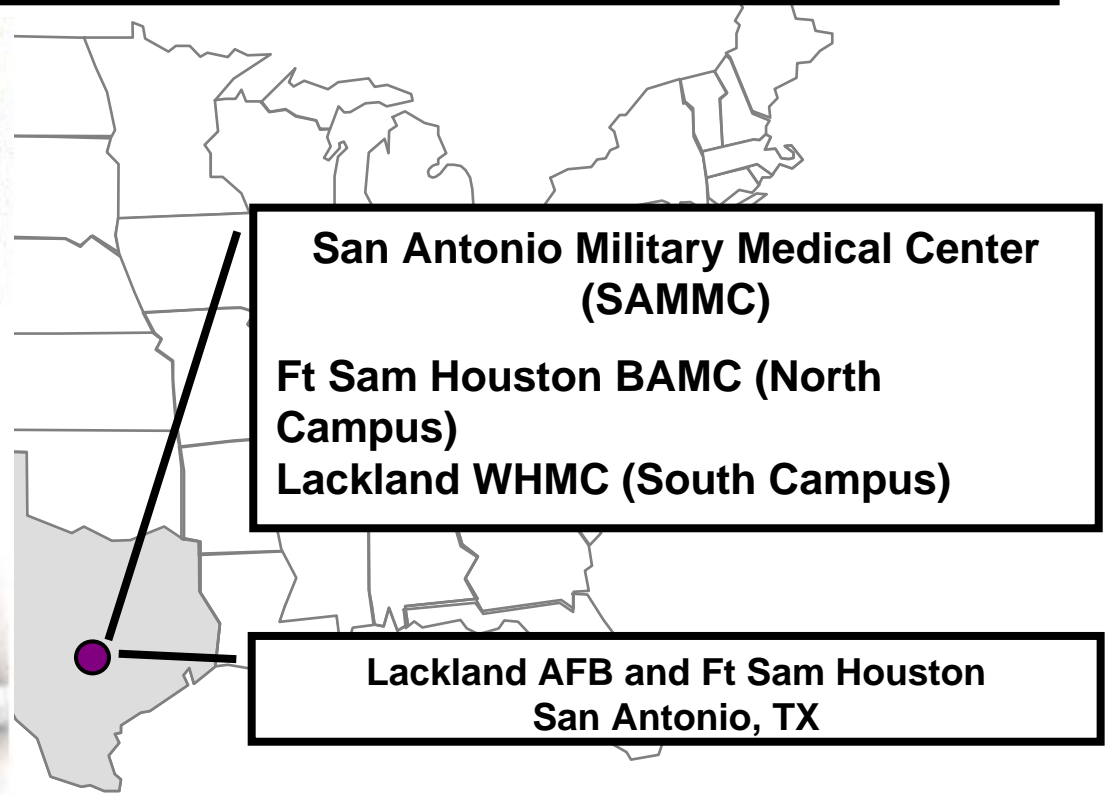 San Antonio Military Medical Center
(SAMMC)
Ft Sam Houston BAMC (North
Campus)
Lackland WHMC (South Campus)
Lackland AFB and Ft Sam Houston
San Antonio, TX